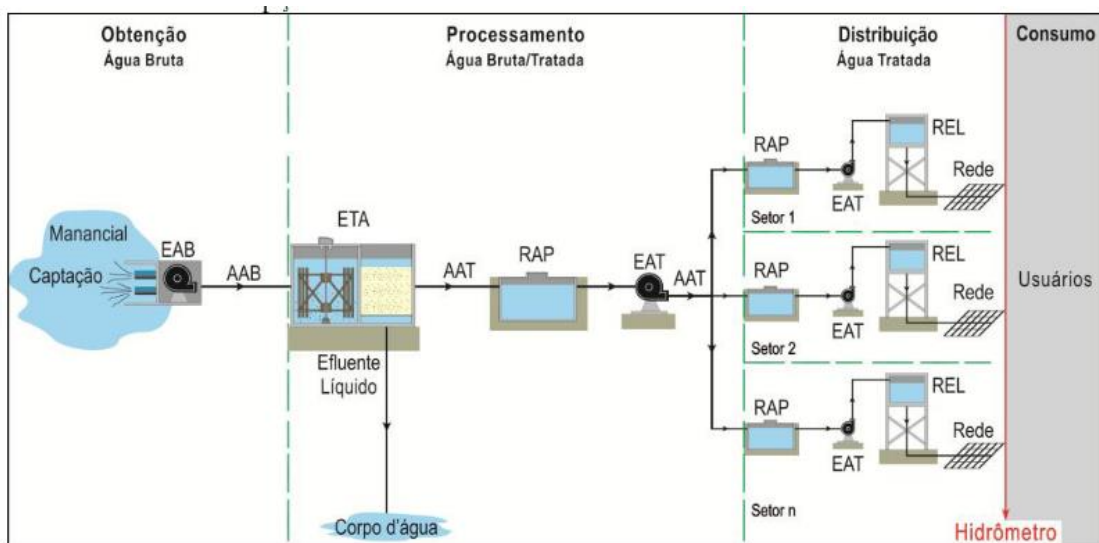 Obtenção
Água Bruta
Processamento
Água Bruta/Tratada
Distribuição
Água Tratada
Consumo
Manancial
Captação
EAB
AAB
ETA
AAT
RAP
EAT
AAT
Efluente
Líquido
Corpo d'água
RAP
EAT
REL
Rede
Setor 1
RAP
EAT
REL
Rede
Setor 2
RAP
EAT
REL
Rede
Setor n
Usuários
Hidrômetro